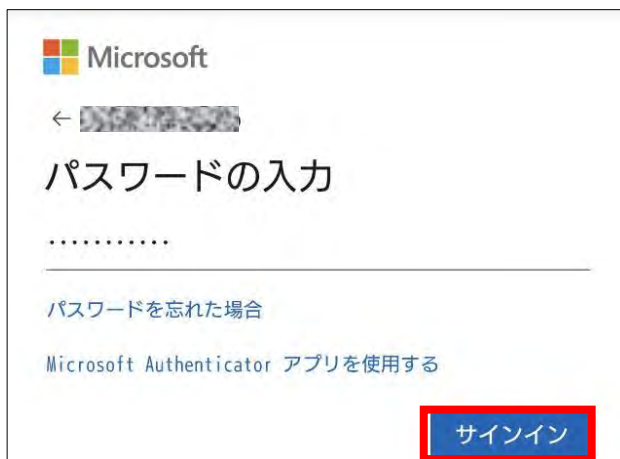 Microsoft
←
パスワードの入力
...........
パスワードを忘れた場合
Microsoft Authenticator アプリを使用する
サインイン